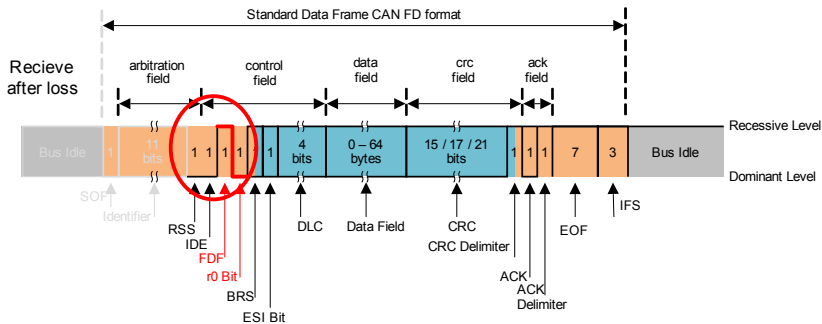 Standard Data Frame CAN FD format
Recieve
after loss
arbitration
field
control
field
data
field
crc
field
ack
field
Recessive Level
Bus Idle
1
11
bits
1
1
1
1
1
1
4
bits
0 – 64
bytes
15 / 17 / 21
bits
1
1
1
7
3
Bus Idle
Dominant Level
SOF
Identifier
RSS
IDE
FDF
r0 Bit
BRS
ESI Bit
DLC
Data Field
CRC
CRC Delimiter
ACK
ACK
Delimiter
EOF
IFS